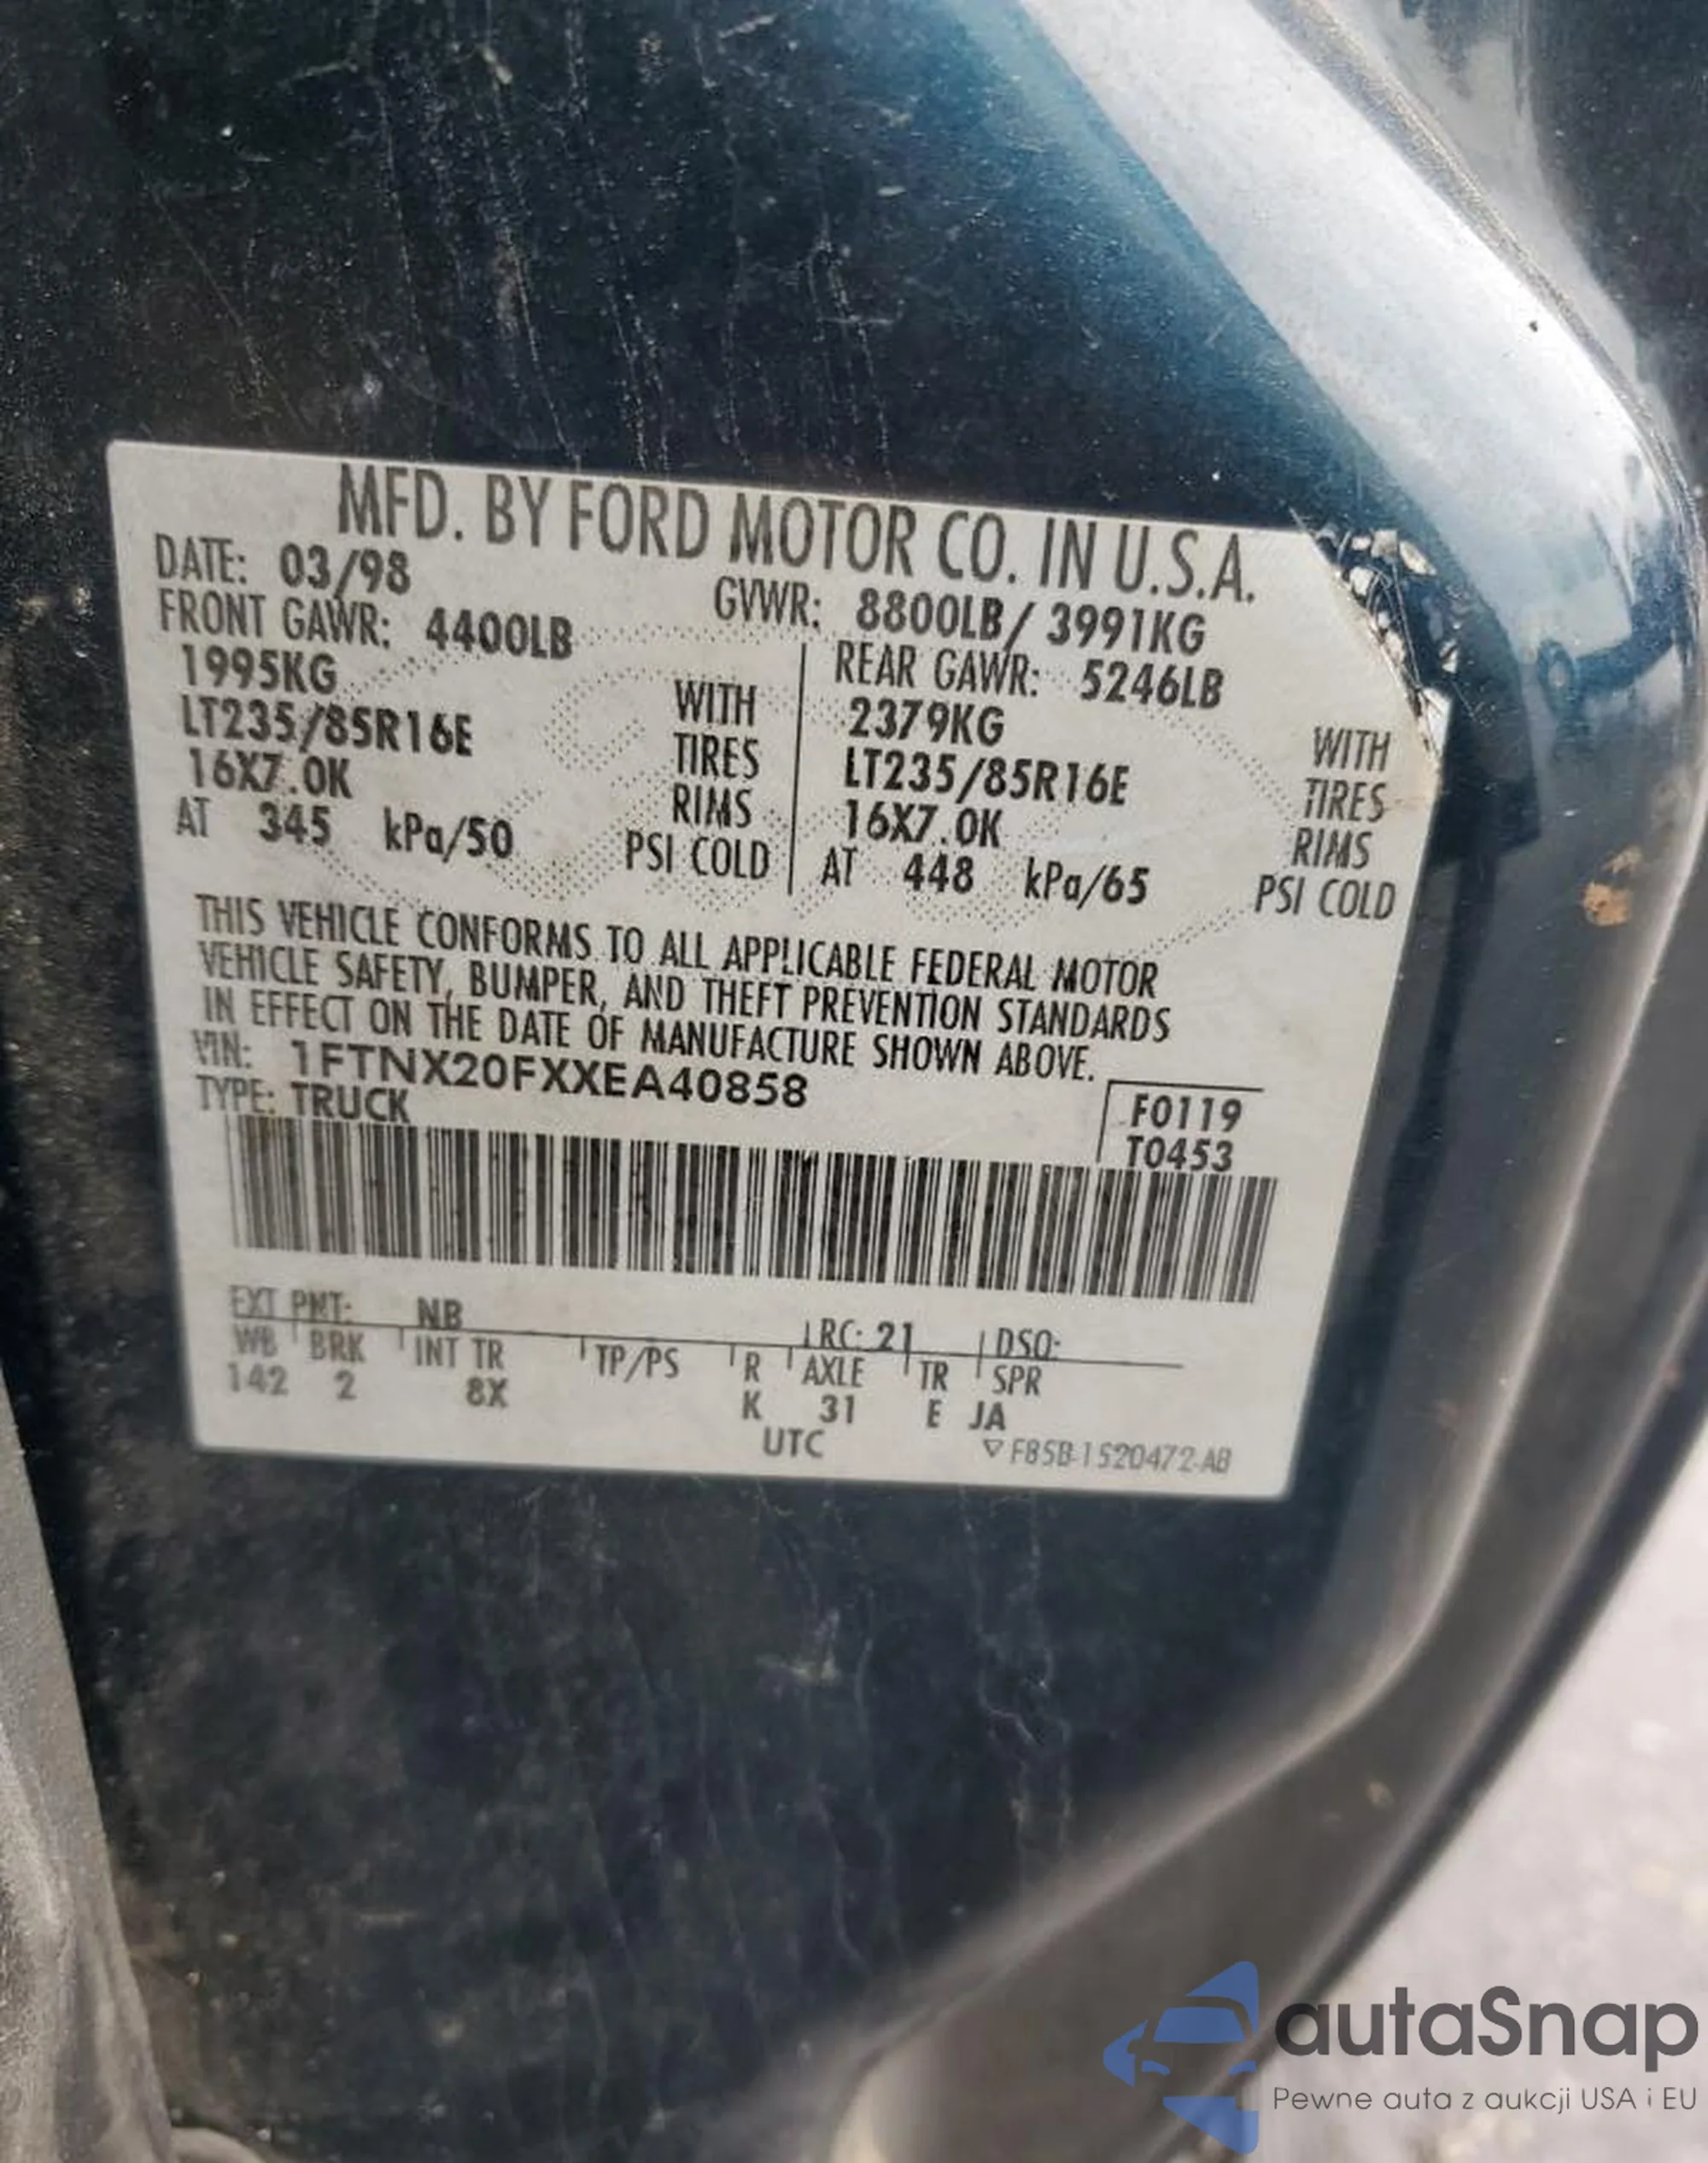 MFD. BY FORD MOTOR CO. IN U.S.A.
DATE: 03/98 GVWR: 8800LB / 3991KG
FRONT GAWR: 4400LB REAR GAWR: 5246LB
1995KG WITH 2379KG WITH
LT235/85R16E TIRES LT235/85R16E TIRES
16X7.0K RIMS 16X7.0K RIMS
AT 345 kPa/50 PSI COLD AT 448 kPa/65 PSI COLD
THIS VEHICLE CONFORMS TO ALL APPLICABLE FEDERAL MOTOR
VEHICLE SAFETY, BUMPER, AND THEFT PREVENTION STANDARDS
IN EFFECT ON THE DATE OF MANUFACTURE SHOWN ABOVE.
VIN: 1FTNX20FXXEA40858
TYPE: TRUCK
F0119
T0453
EXT PNT: NB RC: 21 DSO:
WB BRK INT TR TP/PS R AXLE TR SPR
142 2 8X K 31 E JA
UTC
▽ F85B-1520472-AB
autaSnap
Pewne auta z aukcji USA i EU